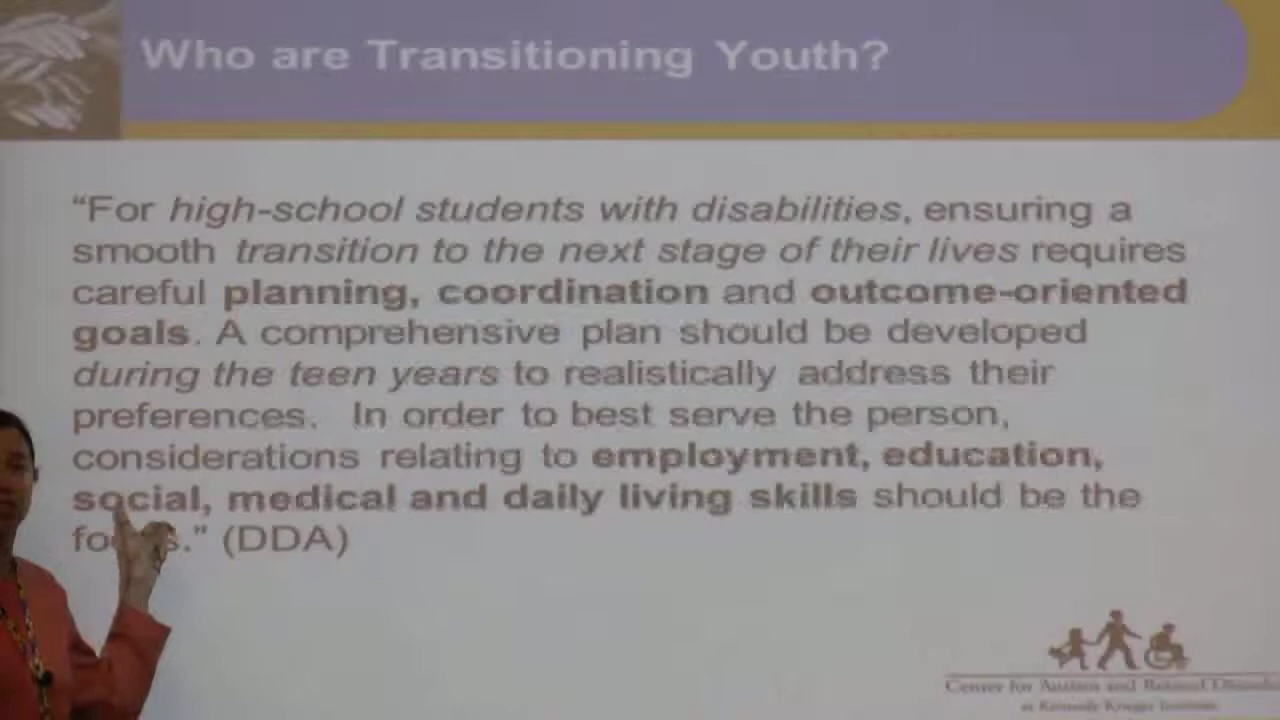 Who are Transitioning Youth?
“For high-school students with disabilities, ensuring a
smooth transition to the next stage of their lives requires
careful planning, coordination and outcome-oriented
goals. A comprehensive plan should be developed
during the teen years to realistically address their
preferences. In order to best serve the person,
considerations relating to employment, education,
social, medical and daily living skills should be the
(DDA)
Center for Autism and Related
at Kennedy Krieger Institute